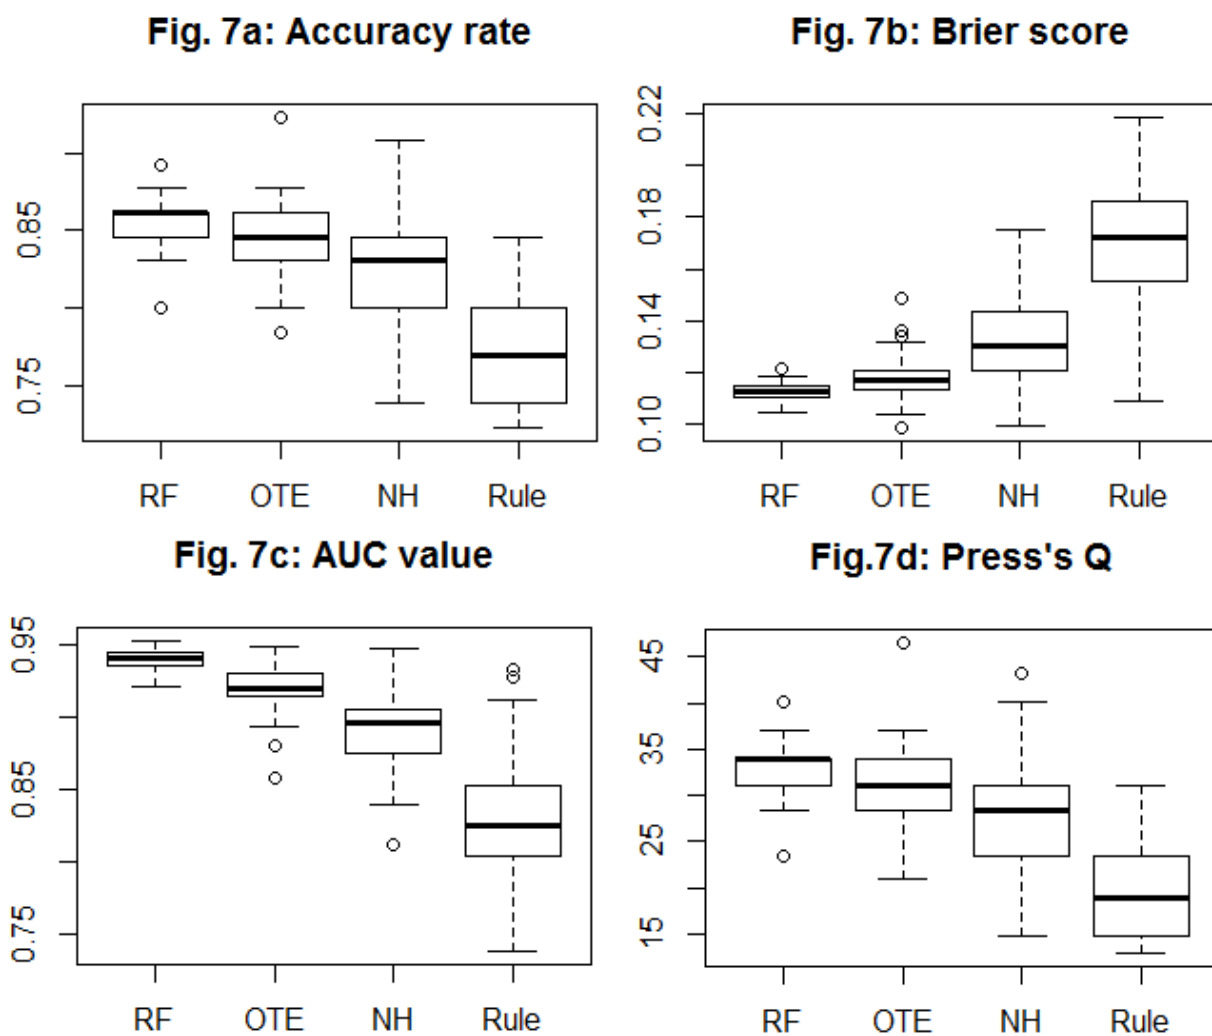 Fig. 7a: Accuracy rate
0.85
0.75
RF OTE NH Rule
Fig. 7b: Brier score
0.22
0.18
0.14
0.10
RF OTE NH Rule
Fig. 7c: AUC value
0.95
0.85
0.75
RF OTE NH Rule
Fig.7d: Press's Q
45
35
25
15
RF OTE NH Rule